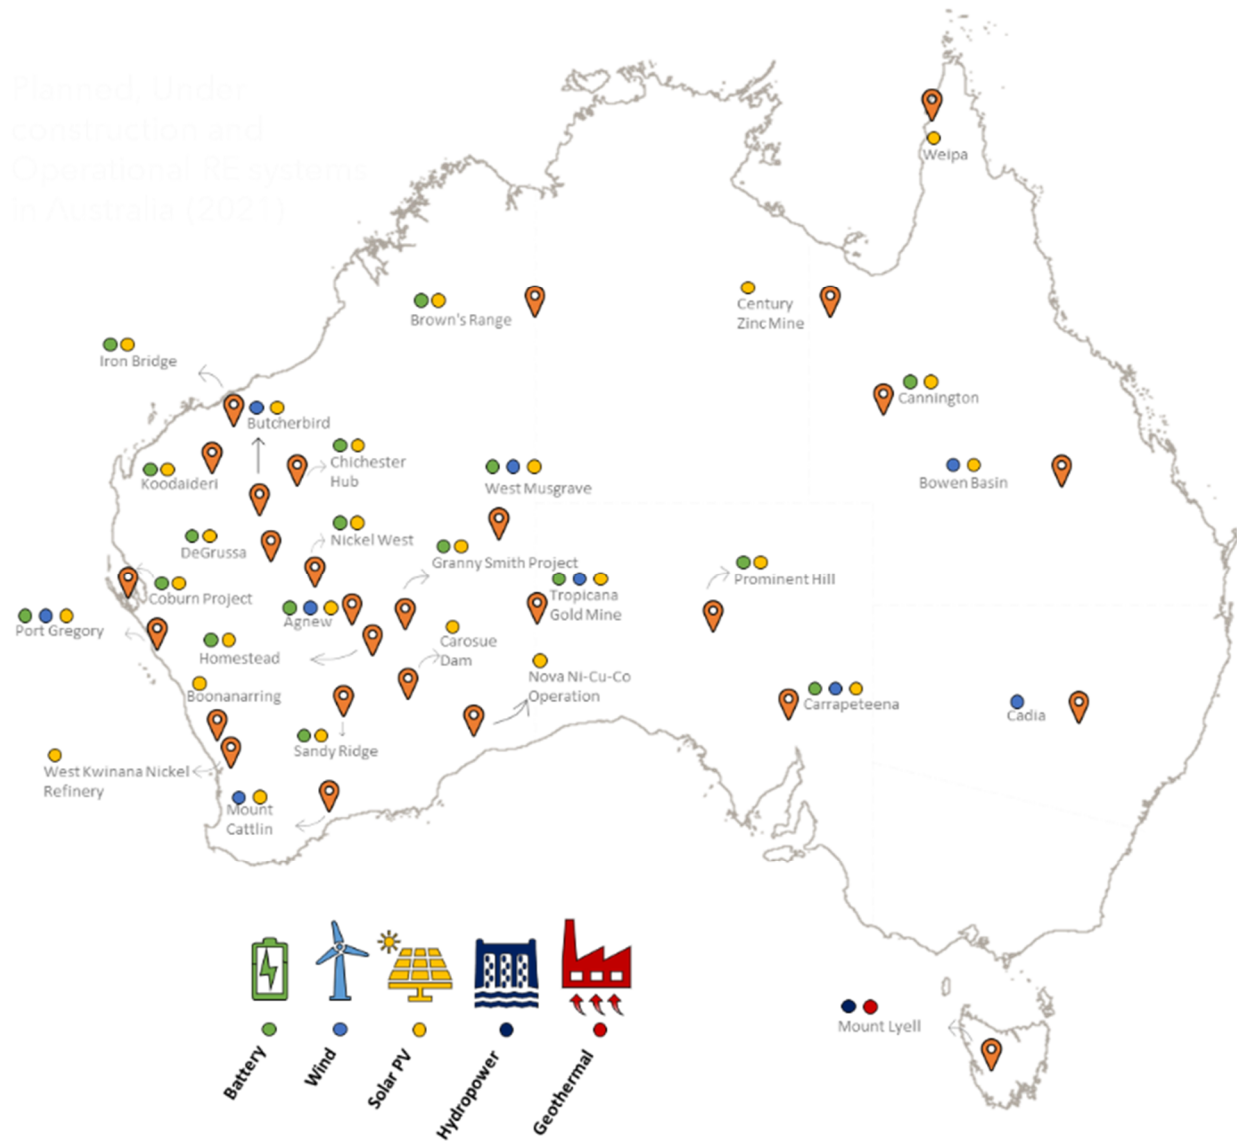 Planned, Under
construction and
Operational RE systems
in Australia (2021)
Weipa
Century
Zinc Mine
Brown's Range
Iron Bridge
Cannington
Butcherbird
Chichester
Hub
Koodaideri
West Musgrave
Bowen Basin
Nickel West
DeGrussa
Granny Smith Project
Prominent Hill
Coburn Project
Tropicana
Gold Mine
Agnew
Port Gregory
Carosue
Dam
Homestead
Nova Ni-Cu-Co
Operation
Boonanarring
Carrapeteena
Cadia
Sandy Ridge
West Kwinana Nickel
Refinery
Mount
Cattlin
Mount Lyell
Battery
Wind
Solar PV
Hydropower
Geothermal